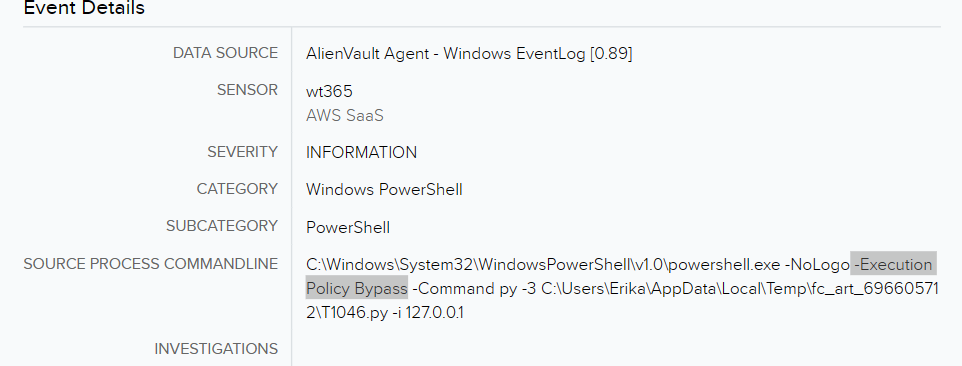 Event Details
DATA SOURCE AlienVault Agent - Windows EventLog [0.89]
SENSOR wt365
AWS SaaS
SEVERITY INFORMATION
CATEGORY Windows PowerShell
SUBCATEGORY PowerShell
SOURCE PROCESS COMMANDLINE C:\Windows\System32\WindowsPowerShell\v1.0\powershell.exe -NoLogo -Execution
Policy Bypass -Command py -3 C:\Users\Erika\AppData\Local\Temp\fc_art_69660571
2\T1046.py -i 127.0.0.1
INVESTIGATIONS